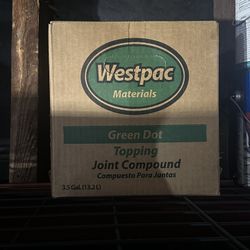 Westpac
Materials
Green Dot
Topping
Joint Compound
Compuesto Para Juntas
3.5 Gal. (13.2 L)